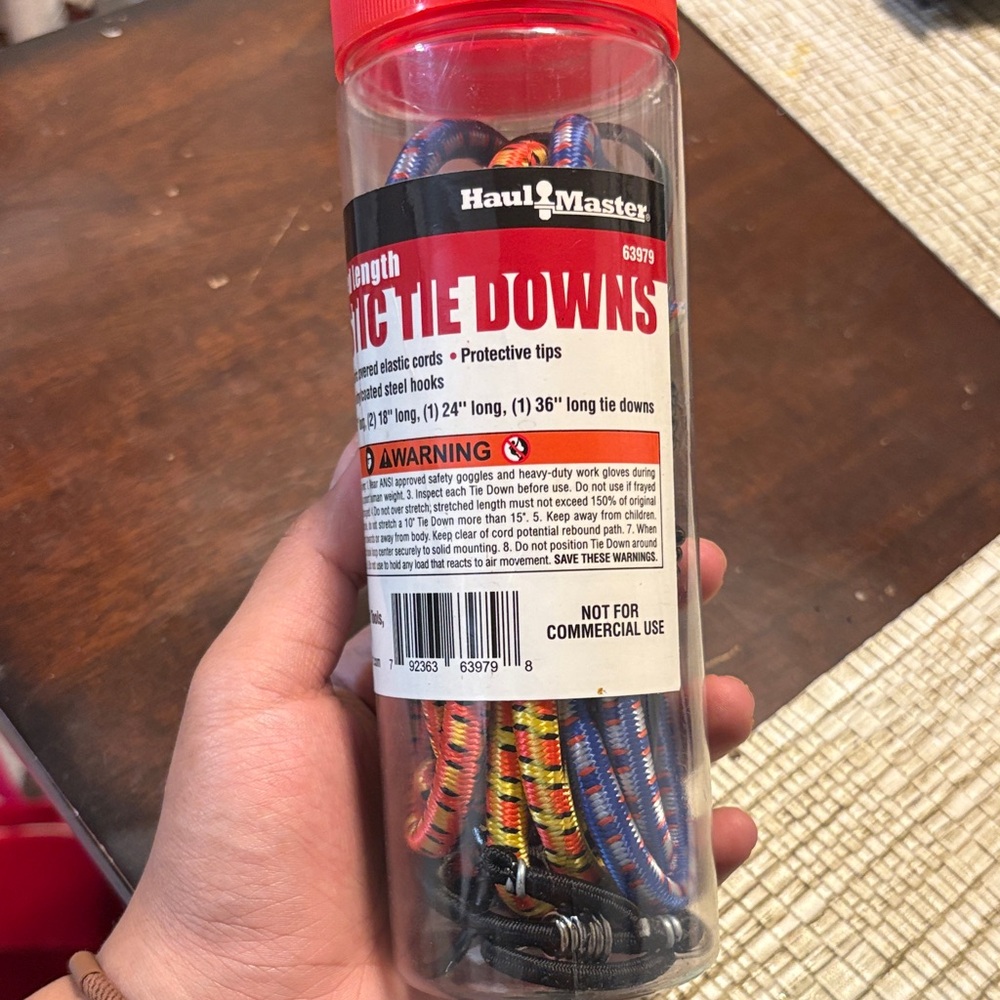 Haul Master
63979
length
TIE DOWNS
elastic cords • Protective tips
coated steel hooks
(2) 18" long, (1) 24" long, (1) 36" long tie downs
⚠WARNING
ANSI approved safety goggles and heavy-duty work gloves during
human weight. 3. Inspect each Tie Down before use. Do not use if frayed
4. Do not over stretch; stretched length must not exceed 150% of original
not stretch a 10" Tie Down more than 15". 5. Keep away from children.
or away from body. Keep clear of cord potential rebound path. 7. When
center securely to solid mounting. 8. Do not position Tie Down around
not use to hold any load that reacts to air movement. SAVE THESE WARNINGS.
NOT FOR
COMMERCIAL USE
7 92363 63979 8